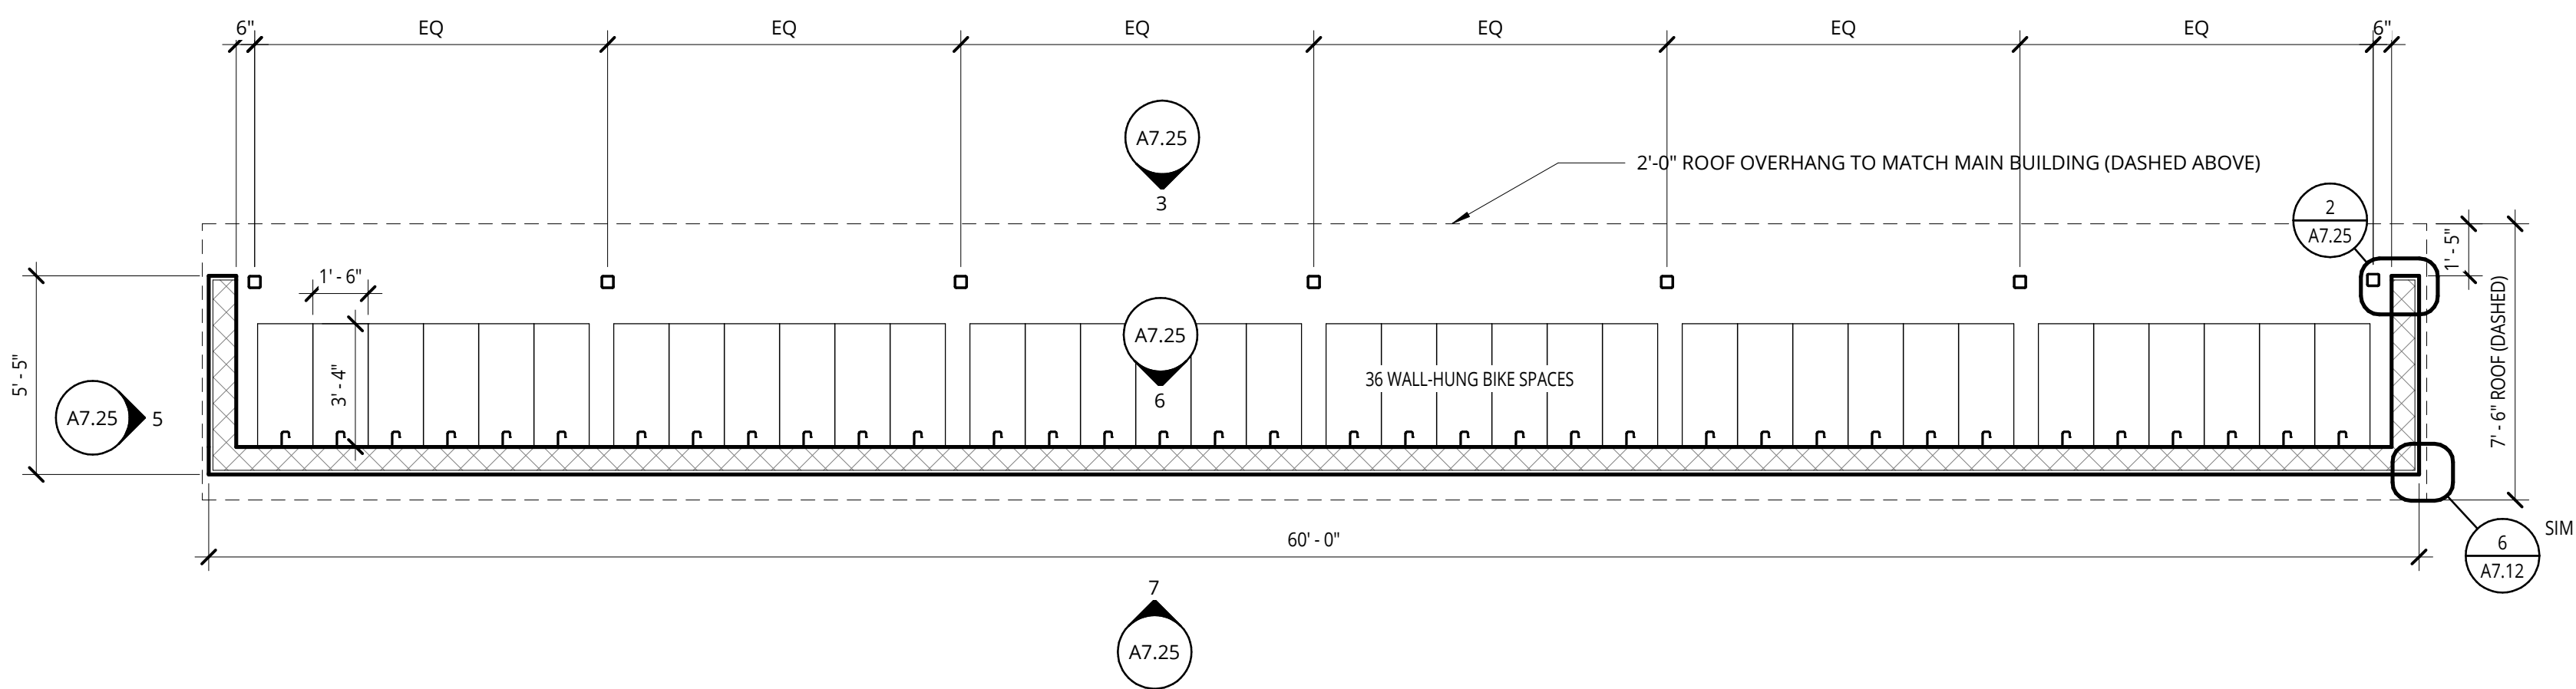 6"
EQ
EQ
EQ
EQ
EQ
EQ
6"
A7.25
3
2'-0" ROOF OVERHANG TO MATCH MAIN BUILDING (DASHED ABOVE)
2
A7.25
1' - 5"
1' - 6"
3' - 4"
5' - 5"
A7.25
5
A7.25
6
36 WALL-HUNG BIKE SPACES
7' - 6" ROOF (DASHED)
60' - 0"
SIM
6
A7.12
7
A7.25